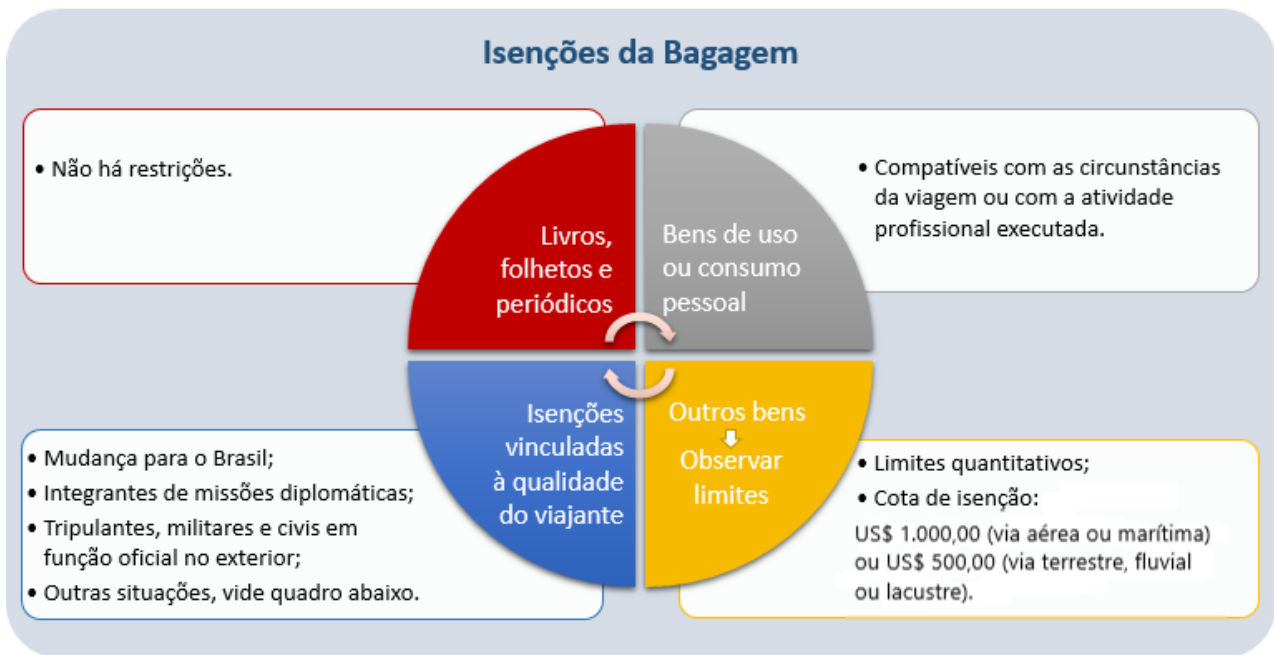 Isenções da Bagagem
• Não há restrições.
Livros,
folhetos e
periódicos
Bens de uso
ou consumo
pessoal
• Compatíveis com as circunstâncias
da viagem ou com a atividade
profissional executada.
• Mudança para o Brasil;
• Integrantes de missões diplomáticas;
• Tripulantes, militares e civis em
função oficial no exterior;
• Outras situações, vide quadro abaixo.
Isenções
vinculadas
à qualidade
do viajante
Outros bens
Observar
limites
• Limites quantitativos;
• Cota de isenção:
US$ 1.000,00 (via aérea ou marítima)
ou US$ 500,00 (via terrestre, fluvial
ou lacustre).